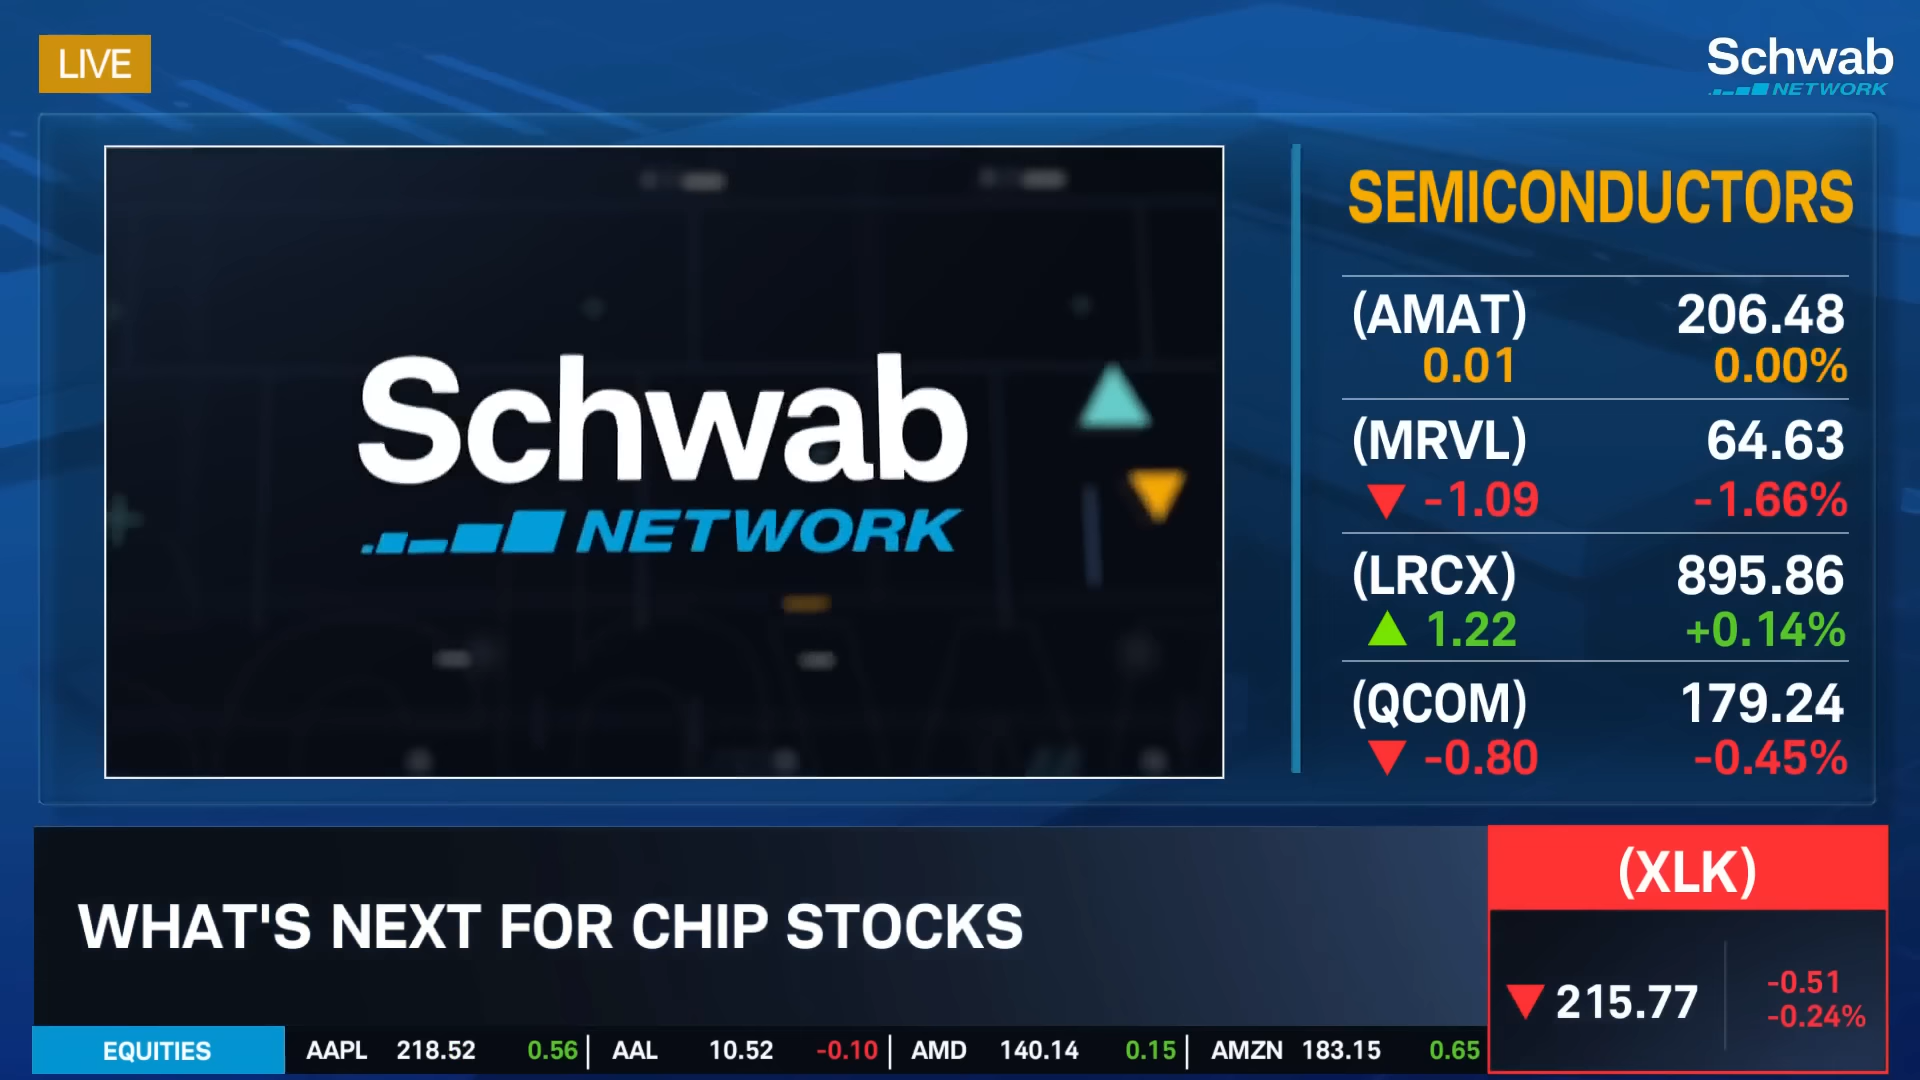 LIVE
Schwab
NETWORK
Schwab
NETWORK
SEMICONDUCTORS
(AMAT) 206.48
0.01 0.00%
(MRVL) 64.63
▼ -1.09 -1.66%
(LRCX) 895.86
▲ 1.22 +0.14%
(QCOM) 179.24
▼ -0.80 -0.45%
WHAT'S NEXT FOR CHIP STOCKS
(XLK)
▼ 215.77
-0.51
-0.24%
EQUITIES AAPL 218.52 0.56 | AAL 10.52 -0.10 | AMD 140.14 0.15 | AMZN 183.15 0.65